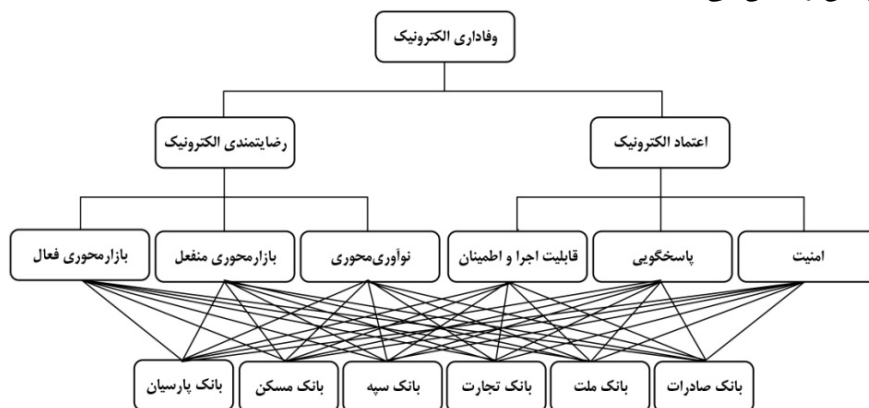 وفاداری الکترونیک
اعتماد الکترونیک
رضایتمندی الکترونیک
امنیت
پاسخگویی
قابلیت اجرا و اطمینان
نوآوری‌محوری
بازارمحوری منفعل
بازارمحوری فعال
بانک صادرات
بانک ملت
بانک تجارت
بانک سپه
بانک مسکن
بانک پارسیان